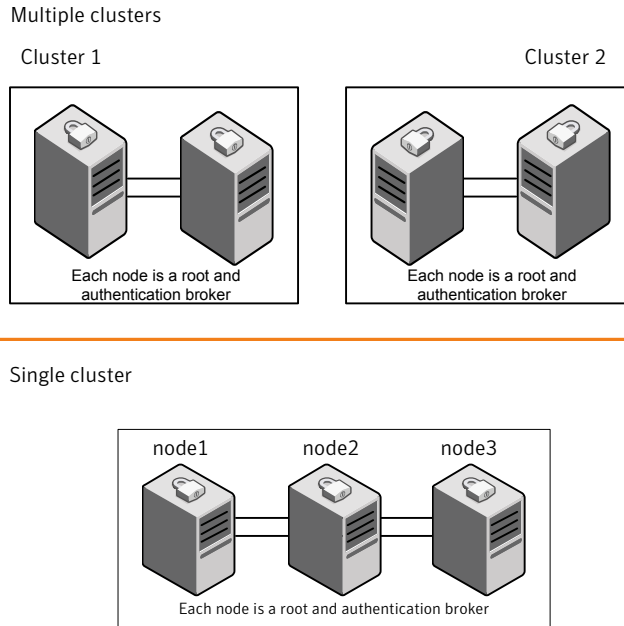 Multiple clusters
Cluster 1
Cluster 2
Each node is a root and
authentication broker
Each node is a root and
authentication broker
Single cluster
node1
node2
node3
Each node is a root and authentication broker